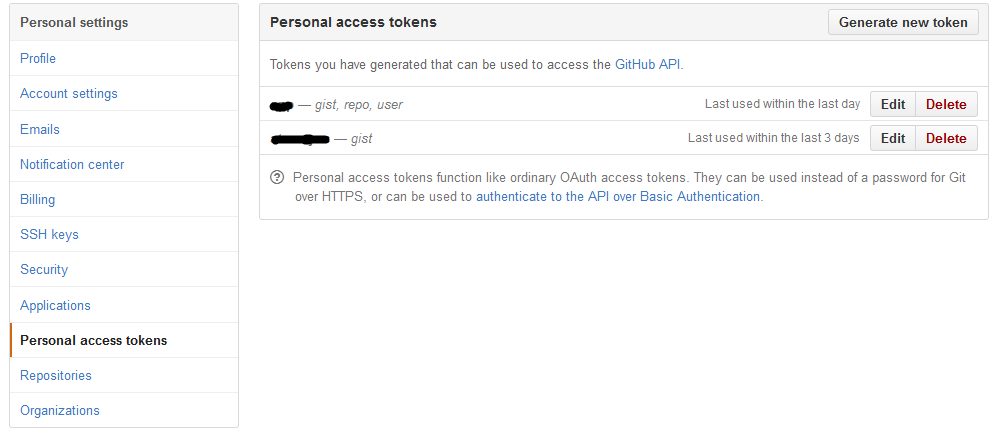 Personal settings
Profile
Account settings
Emails
Notification center
Billing
SSH keys
Security
Applications
Personal access tokens
Repositories
Organizations
Personal access tokens
Generate new token
Tokens you have generated that can be used to access the GitHub API.
— gist, repo, user
Last used within the last day
Edit
Delete
— gist
Last used within the last 3 days
Edit
Delete
Personal access tokens function like ordinary OAuth access tokens. They can be used instead of a password for Git
over HTTPS, or can be used to authenticate to the API over Basic Authentication.